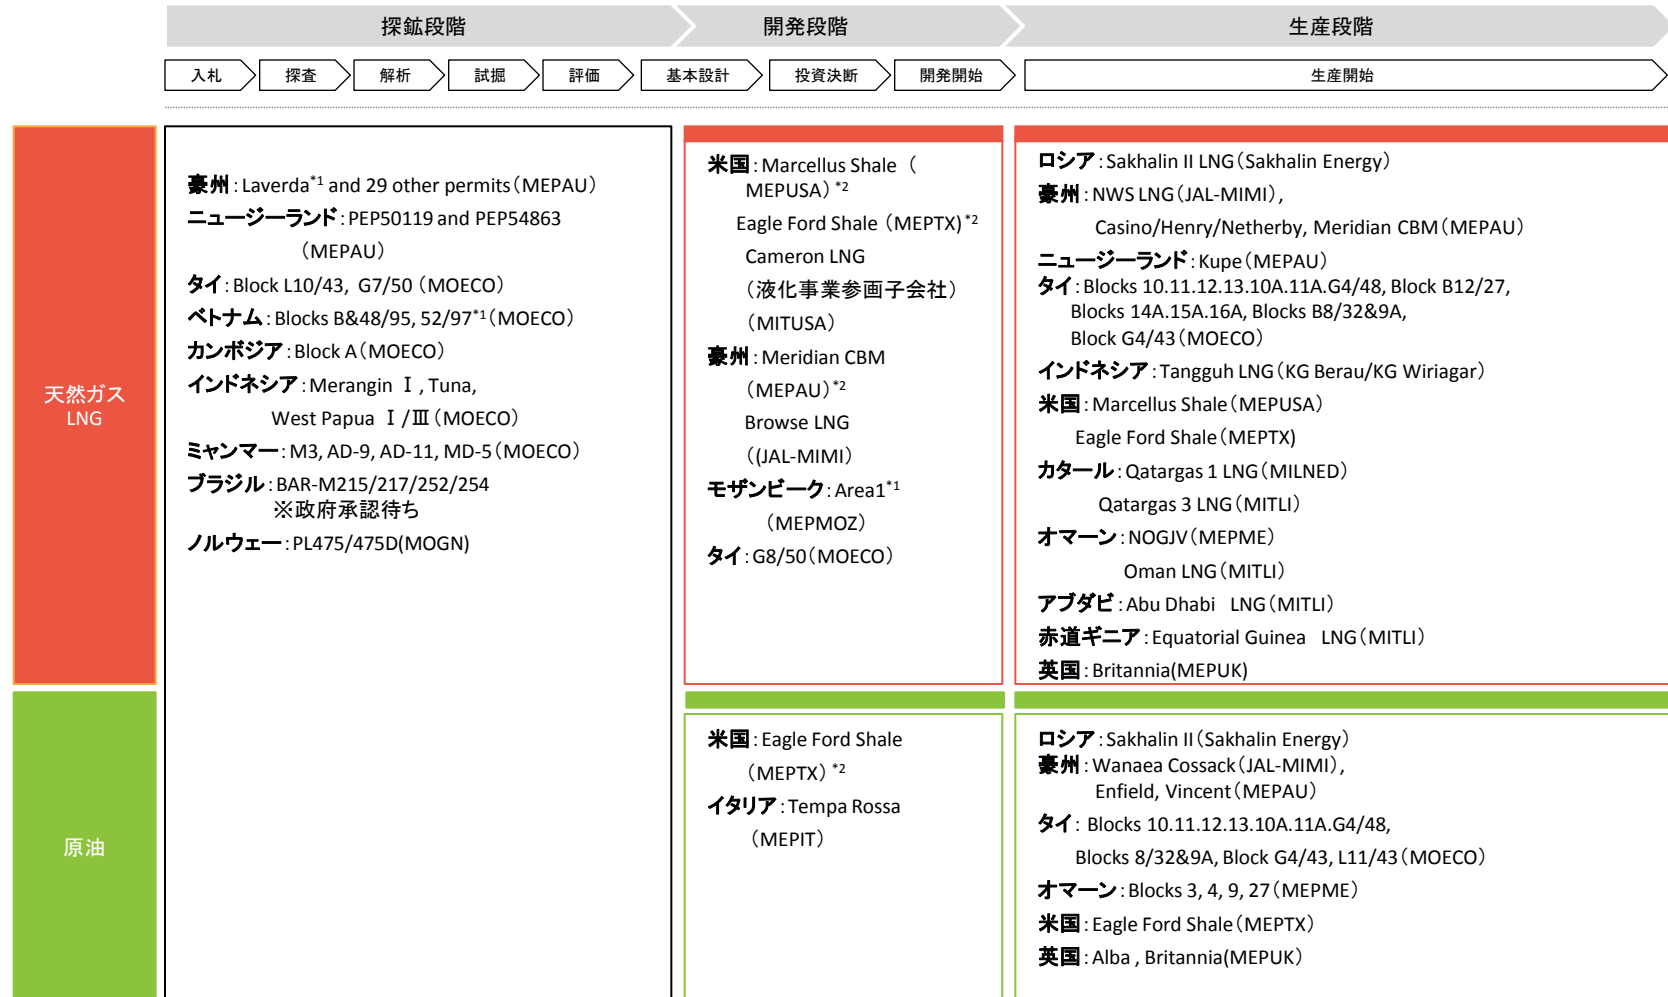 探鉱段階
開発段階
生産段階
入札
探査
解析
試掘
評価
基本設計
投資決断
開発開始
生産開始
天然ガス
LNG
豪州：Laverda*1 and 29 other permits（MEPAU）
ニュージーランド：PEP50119 and PEP54863
（MEPAU）
タイ：Block L10/43, G7/50（MOECO）
ベトナム：Blocks B&48/95, 52/97*1（MOECO）
カンボジア：Block A（MOECO）
インドネシア：Merangin Ⅰ, Tuna,
West Papua Ⅰ/Ⅲ（MOECO）
ミャンマー：M3, AD-9, AD-11, MD-5（MOECO）
ブラジル：BAR-M215/217/252/254
※政府承認待ち
ノルウェー：PL475/475D(MOGN)
米国：Marcellus Shale（
MEPUSA）*2
Eagle Ford Shale（MEPTX)*2
Cameron LNG
（液化事業参画子会社）
（MITUSA）
豪州：Meridian CBM
（MEPAU）*2
Browse LNG
（(JAL-MIMI）
モザンビーク：Area1*1
（MEPMOZ）
タイ：G8/50（MOECO）
ロシア：Sakhalin II LNG（Sakhalin Energy）
豪州：NWS LNG（JAL-MIMI）,
Casino/Henry/Netherby, Meridian CBM（MEPAU）
ニュージーランド：Kupe（MEPAU）
タイ：Blocks 10.11.12.13.10A.11A.G4/48, Block B12/27,
Blocks 14A.15A.16A, Blocks B8/32&9A,
Block G4/43（MOECO）
インドネシア：Tangguh LNG（KG Berau/KG Wiriagar）
米国：Marcellus Shale（MEPUSA）
Eagle Ford Shale（MEPTX)
カタール：Qatargas 1 LNG（MILNED）
Qatargas 3 LNG（MITLI）
オマーン：NOGJV（MEPME）
Oman LNG（MITLI）
アブダビ：Abu Dhabi LNG（MITLI）
赤道ギニア：Equatorial Guinea LNG（MITLI）
英国：Britannia(MEPUK)
原油
米国：Eagle Ford Shale
（MEPTX）*2
イタリア：Tempa Rossa
（MEPIT）
ロシア：Sakhalin II（Sakhalin Energy）
豪州：Wanaea Cossack（JAL-MIMI）,
Enfield, Vincent（MEPAU）
タイ：Blocks 10.11.12.13.10A.11A.G4/48,
Blocks 8/32&9A, Block G4/43, L11/43（MOECO）
オマーン：Blocks 3, 4, 9, 27（MEPME）
米国：Eagle Ford Shale（MEPTX）
英国：Alba , Britannia(MEPUK）